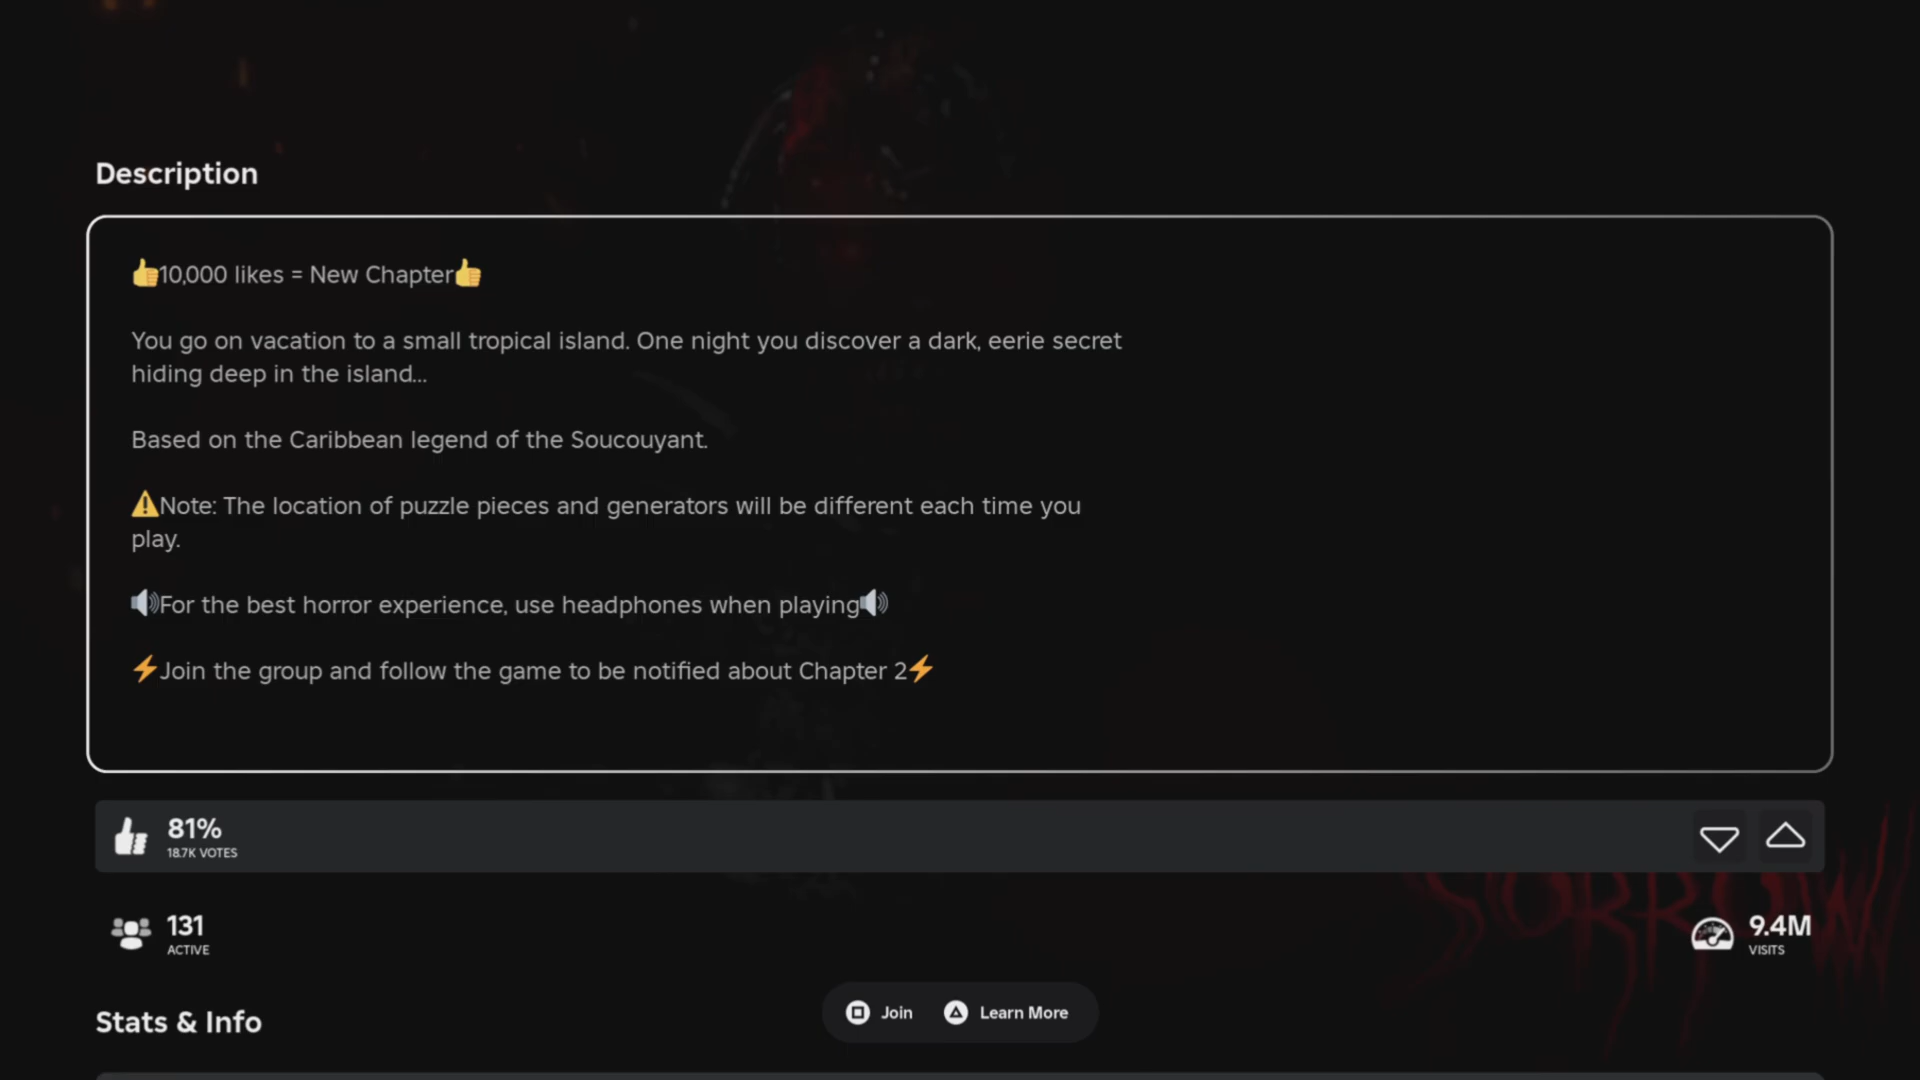 Description
👍10,000 likes = New Chapter👍
You go on vacation to a small tropical island. One night you discover a dark, eerie secret
hiding deep in the island...
Based on the Caribbean legend of the Soucouyant.
⚠️Note: The location of puzzle pieces and generators will be different each time you
play.
🔊For the best horror experience, use headphones when playing🔊
⚡Join the group and follow the game to be notified about Chapter 2⚡
81%
18.7K VOTES
SORROW
131
ACTIVE
9.4M
VISITS
Join
Learn More
Stats & Info